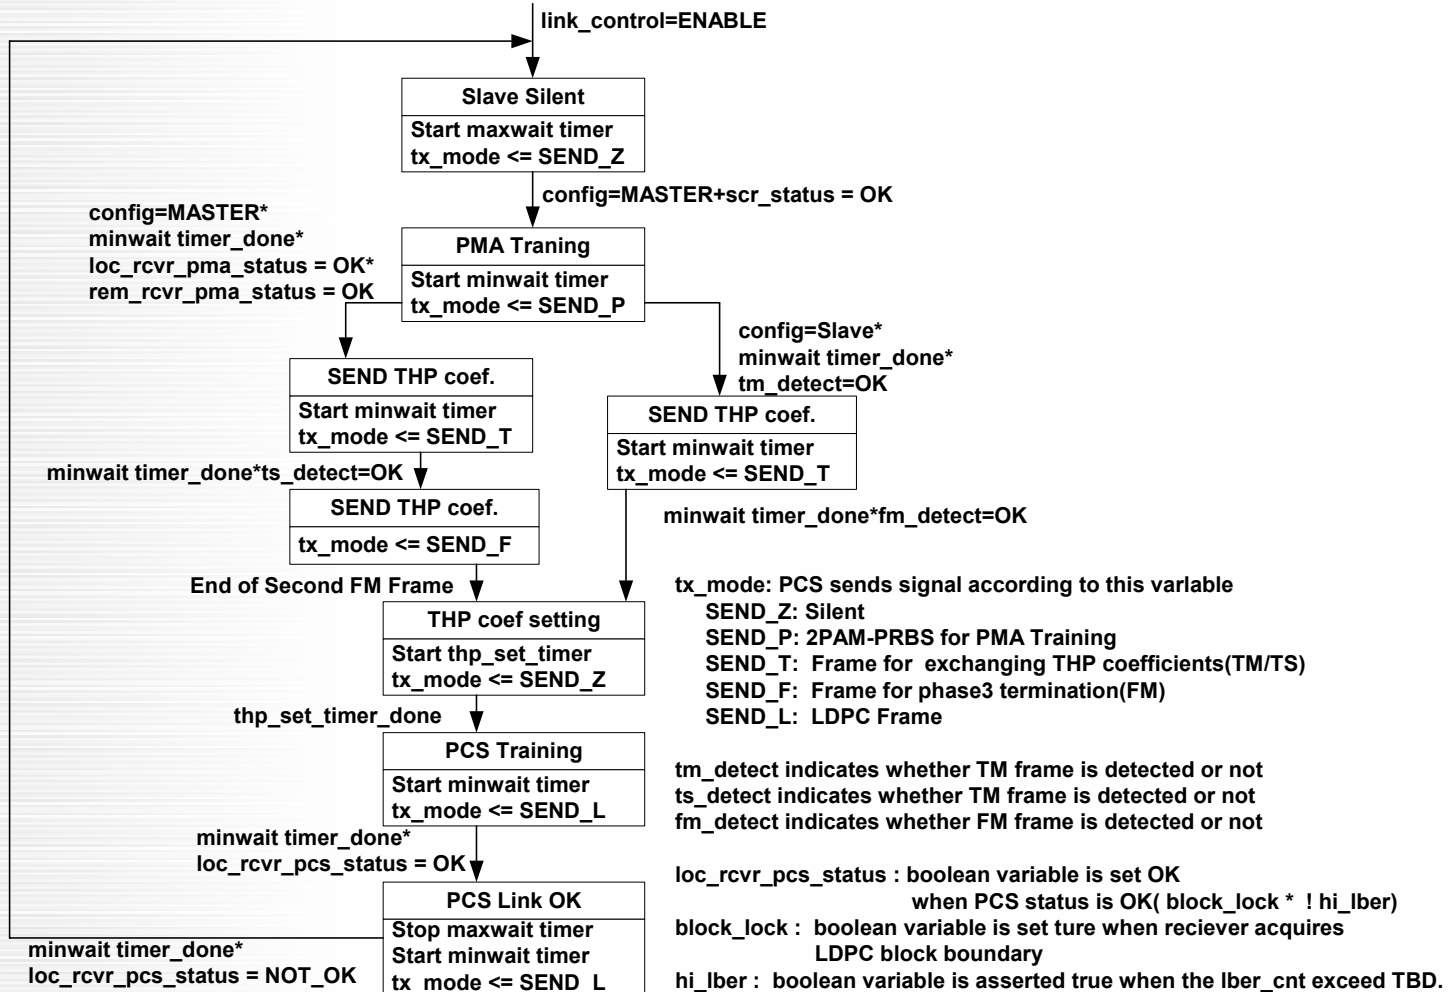 link_control=ENABLE
Slave Silent
Start maxwait timer
tx_mode <= SEND_Z
config=MASTER+scr_status = OK
config=MASTER*
minwait timer_done*
loc_rcvr_pma_status = OK*
rem_rcvr_pma_status = OK
PMA Traning
Start minwait timer
tx_mode <= SEND_P
config=Slave*
minwait timer_done*
tm_detect=OK
SEND THP coef.
Start minwait timer
tx_mode <= SEND_T
SEND THP coef.
Start minwait timer
tx_mode <= SEND_T
minwait timer_done*ts_detect=OK
SEND THP coef.
tx_mode <= SEND_F
minwait timer_done*fm_detect=OK
End of Second FM Frame
THP coef setting
Start thp_set_timer
tx_mode <= SEND_Z
thp_set_timer_done
PCS Training
Start minwait timer
tx_mode <= SEND_L
minwait timer_done*
loc_rcvr_pcs_status = OK
PCS Link OK
Stop maxwait timer
Start minwait timer
tx_mode <= SEND_L
minwait timer_done*
loc_rcvr_pcs_status = NOT_OK
tx_mode: PCS sends signal according to this varlable
SEND_Z: Silent
SEND_P: 2PAM-PRBS for PMA Training
SEND_T: Frame for exchanging THP coefficients(TM/TS)
SEND_F: Frame for phase3 termination(FM)
SEND_L: LDPC Frame
tm_detect indicates whether TM frame is detected or not
ts_detect indicates whether TM frame is detected or not
fm_detect indicates whether FM frame is detected or not
loc_rcvr_pcs_status : boolean variable is set OK
when PCS status is OK( block_lock * ! hi_lber)
block_lock : boolean variable is set ture when reciever acquires
LDPC block boundary
hi_lber : boolean variable is asserted true when the lber_cnt exceed TBD.